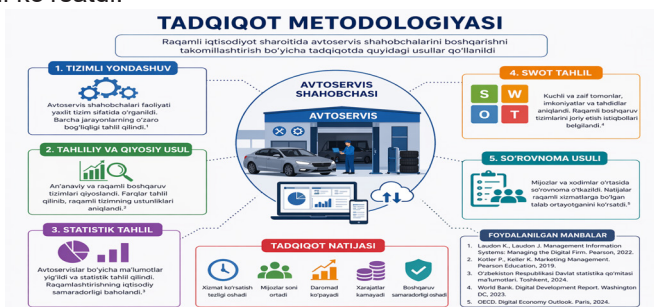 TADQIQOT METODOLOGIYASI
Raqamli iqtisodiyot sharoitida avtoservis shahobchalarini boshqarishni
takomillashtirish bo'yicha tadqiqotda quyidagi usullar qo'llanildi
1. TIZIMLI YONDASHUV
Avtoservis shahobchalari faoliyati
yaxlit tizim sifatida o'rganildi.
Barcha jarayonlarning o'zaro
bog'liqligi tahlil qilindi.¹
2. TAHLILIY VA QIYOSIY USUL
An'anaviy va raqamli boshqaruv
tizimlari qiyoslandi. Farqlar tahlil
qilinib, raqamli tizimning ustunliklari
aniqlandi.²
3. STATISTIK TAHLIL
Avtoservislar bo'yicha ma'lumotlar
yig'ildi va statistik tahlil qilindi.
Raqamlashtirishning iqtisodiy
samaradorligi baholandi.³
AVTOSERVIS
SHAHOBCHASI
AVTOSERVIS
TADQIQOT NATIJASI
Xizmat ko'rsatish
tezligi oshadi
Mijozlar soni
ortadi
Daromad
ko'payadi
Xarajatlar
kamayadi
Boshqaruv
samaradorligi oshadi
4. SWOT TAHLIL
S W
O T
Kuchli va zaif tomonlar,
imkoniyatlar va tahdidlar
aniqlandi. Raqamli boshqaruv
tizimlarini joriy etish istiqbollari
belgilandi.⁴
5. SO'ROVNOMA USULI
Mijozlar va xodimlar o'rtasida
so'rovnoma o'tkazildi. Natijalar
raqamli xizmatlarga bo'lgan
talab ortayotganini ko'rsatdi.⁵
FOYDALANILGAN MANBALAR
1. Laudon K., Laudon J. Management Information
Systems: Managing the Digital Firm. Pearson, 2022.
2. Kotler P., Keller K. Marketing Management.
Pearson Education, 2019.
3. O'zbekiston Respublikasi Davlat statistika qo'mitasi
ma'lumotlari. Toshkent, 2024.
4. World Bank. Digital Development Report. Washington
DC, 2023.
5. OECD. Digital Economy Outlook. Paris, 2024.